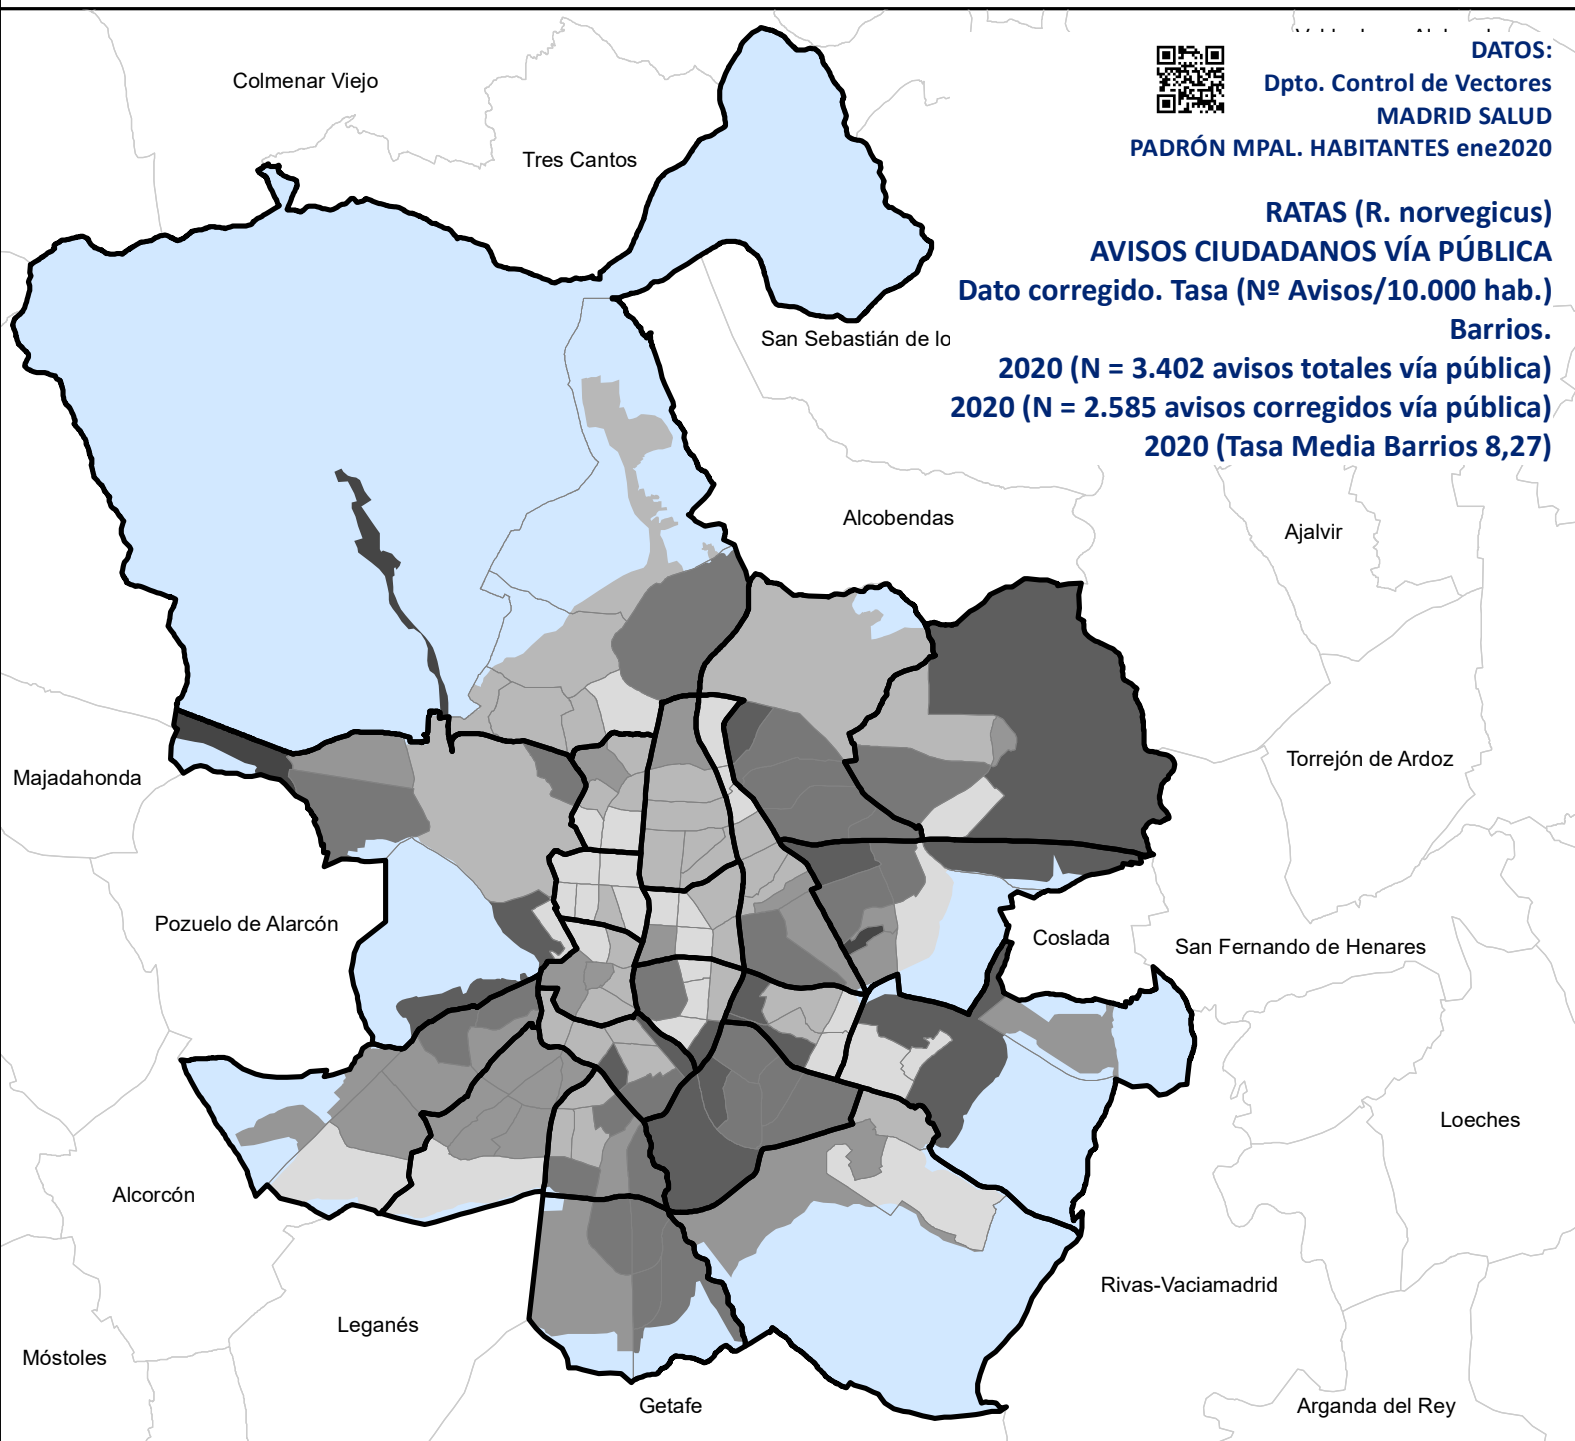 DATOS:
Dpto. Control de Vectores
MADRID SALUD
PADRÓN MPAL. HABITANTES ene2020
RATAS (R. norvegicus)
AVISOS CIUDADANOS VÍA PÚBLICA
Dato corregido. Tasa (Nº Avisos/10.000 hab.)
Barrios.
2020 (N = 3.402 avisos totales vía pública)
2020 (N = 2.585 avisos corregidos vía pública)
2020 (Tasa Media Barrios 8,27)
Colmenar Viejo
Tres Cantos
San Sebastián de lo
Alcobendas
Ajalvir
Torrejón de Ardoz
Majadahonda
Pozuelo de Alarcón
Coslada
San Fernando de Henares
Loeches
Alcorcón
Rivas-Vaciamadrid
Leganés
Móstoles
Getafe
Arganda del Rey